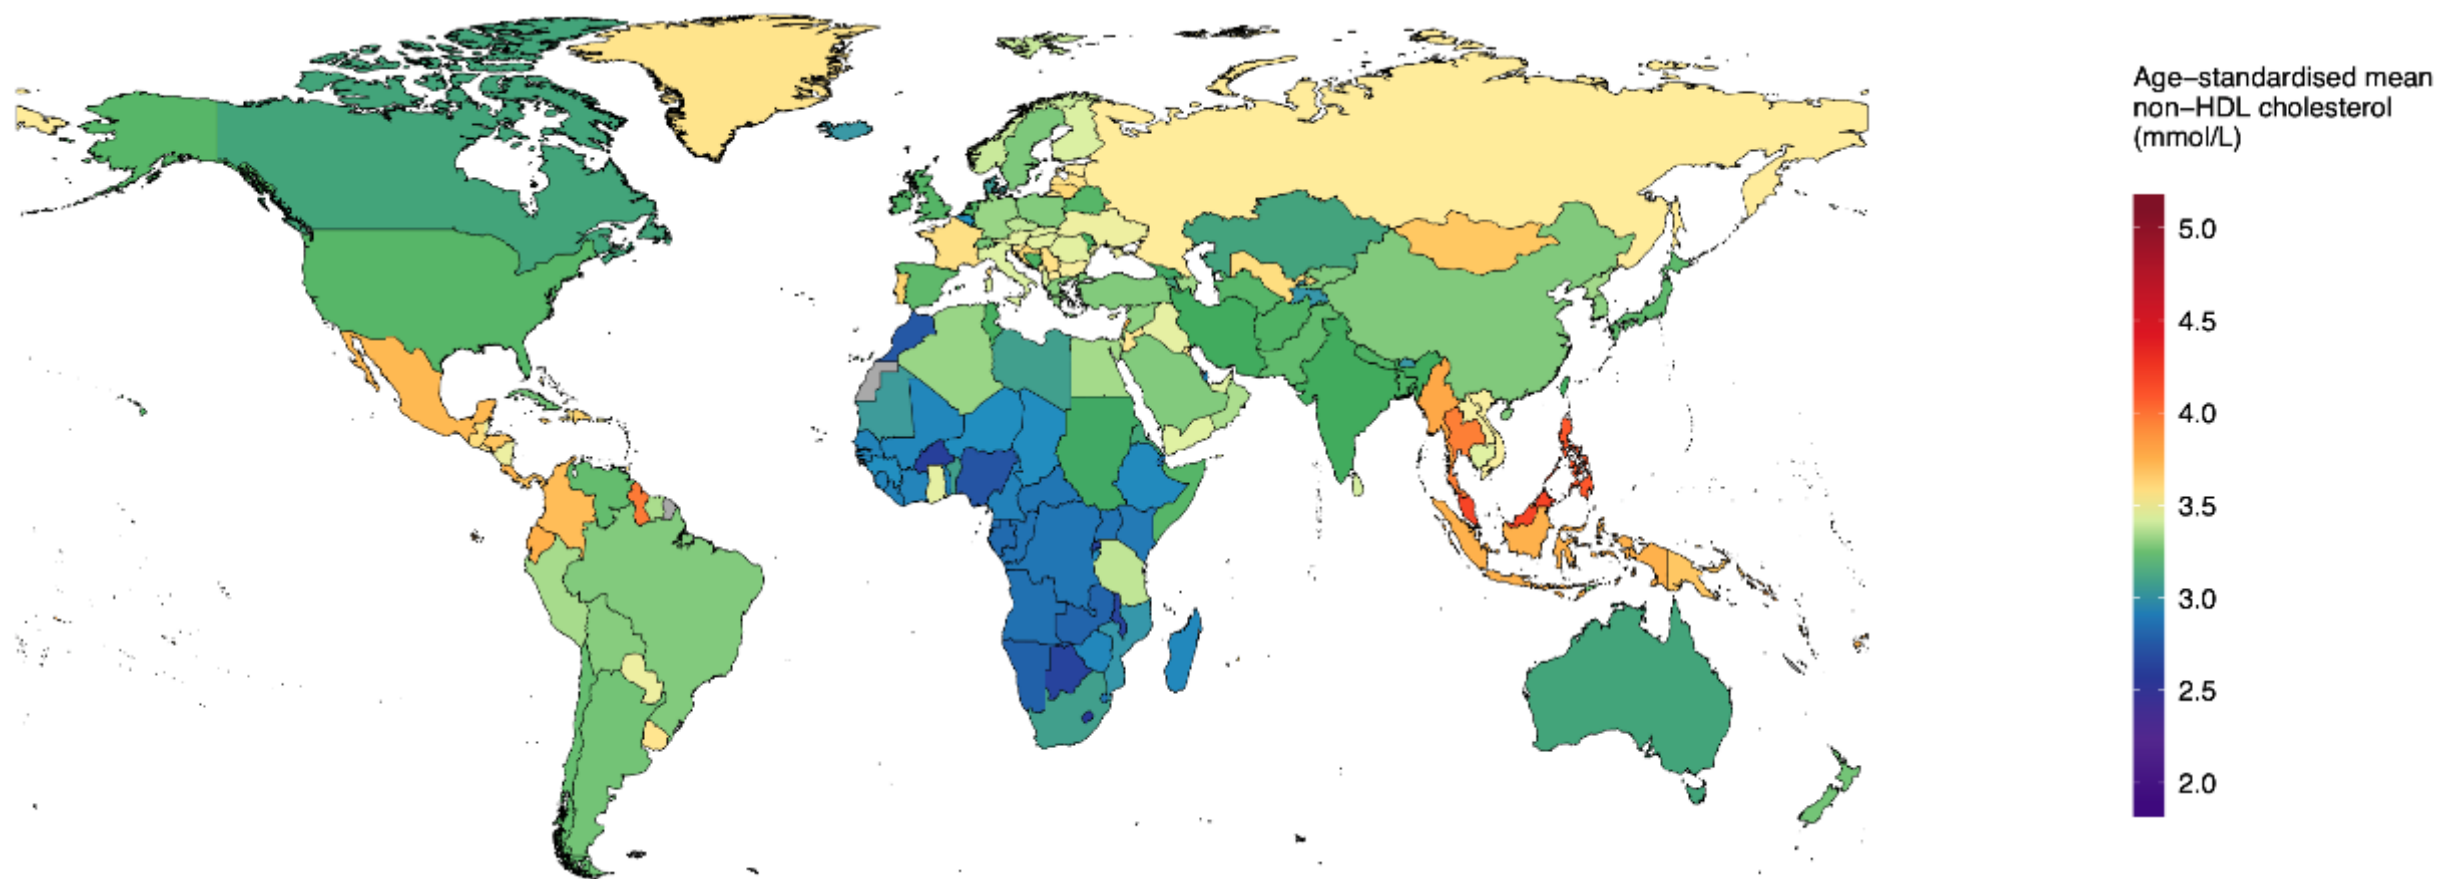 Age–standardised mean
non–HDL cholesterol
(mmol/L)
5.0
4.5
4.0
3.5
3.0
2.5
2.0